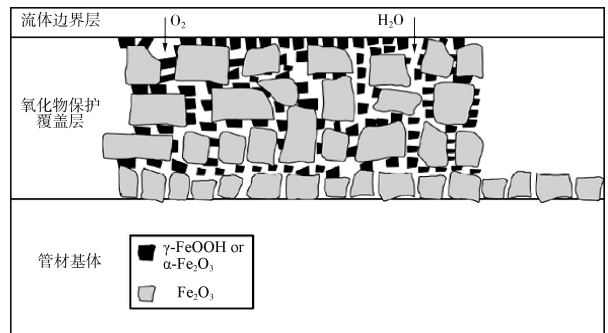 流体边界层
O₂
H₂O
氧化物保护
覆盖层
管材基体
γ-FeOOH or
α-Fe₂O₃
Fe₂O₃